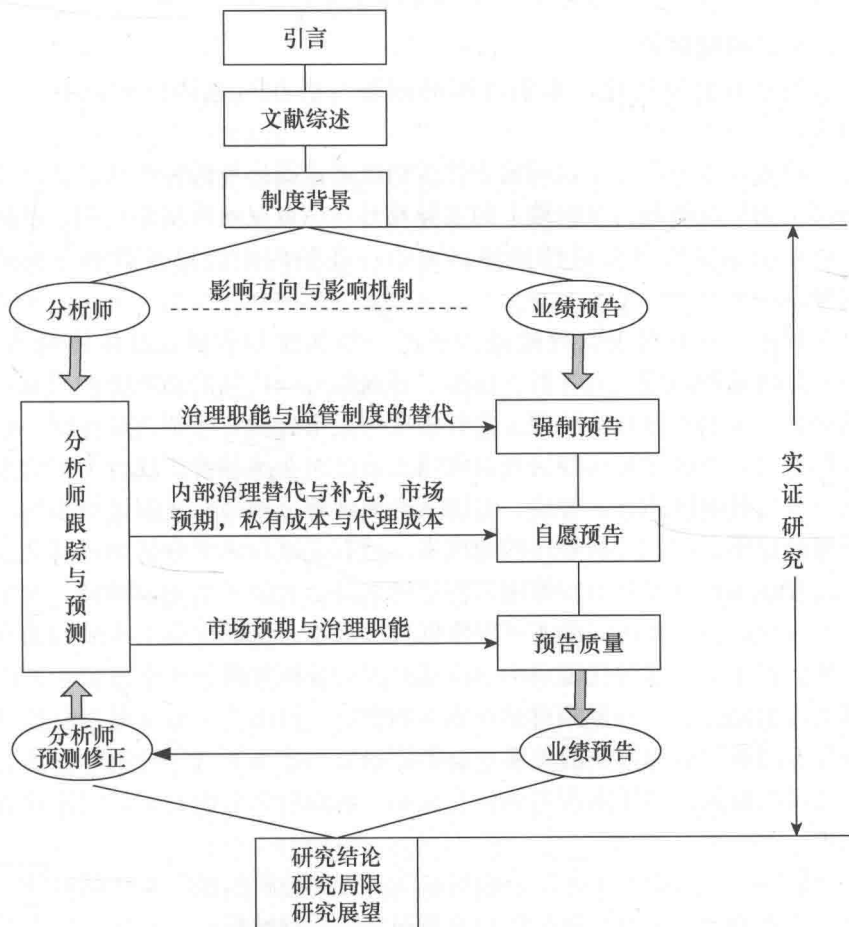 引言
文献综述
制度背景
影响方向与影响机制
分析师
业绩预告
治理职能与监管制度的替代
强制预告
分析师跟踪与预测
内部治理替代与补充，市场
预期，私有成本与代理成本
自愿预告
实证研究
市场预期与治理职能
预告质量
分析师
预测修正
业绩预告
研究结论
研究局限
研究展望